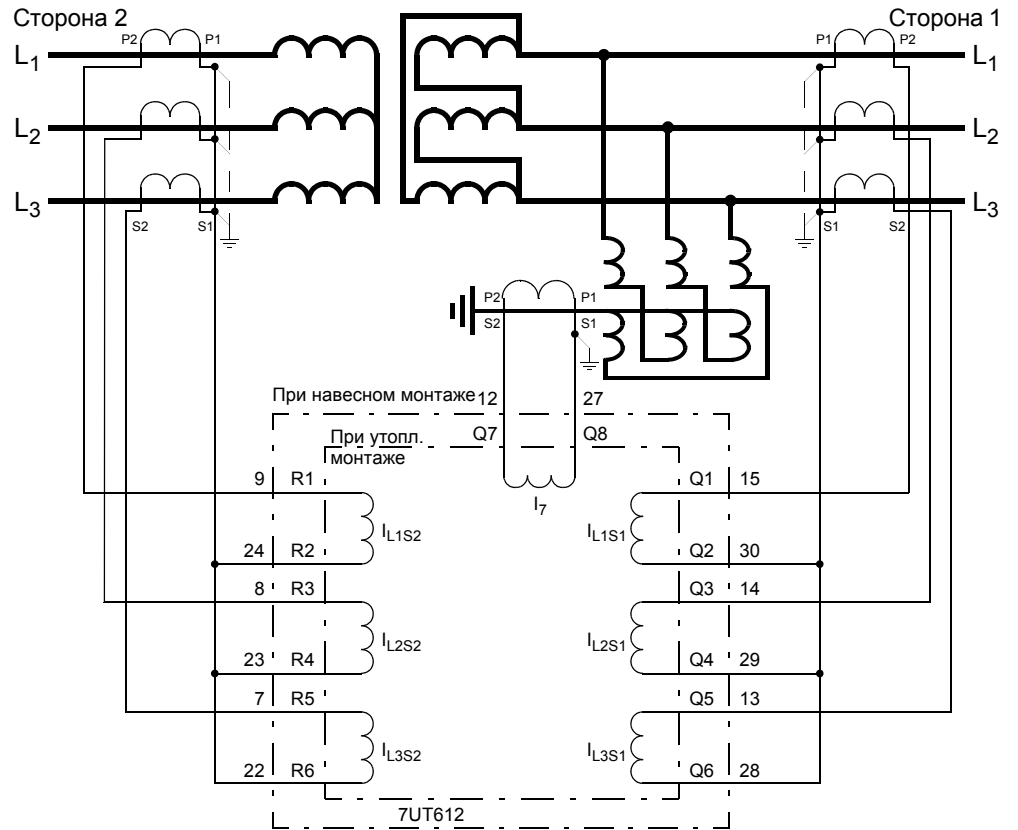 Сторона 2 Сторона 1
P2 P1 P1 P2
L1 L1
L2 L2
L3 L3
S2 S1 S1 S2
P2 P1
S2 S1
При навесном монтаже 12 27
При утопл. Q7 Q8
монтаже
9 R1 I7 Q1 15
IL1S2 IL1S1
24 R2 Q2 30
8 R3 Q3 14
IL2S2 IL2S1
23 R4 Q4 29
7 R5 Q5 13
IL3S2 IL3S1
22 R6 Q6 28
7UT612